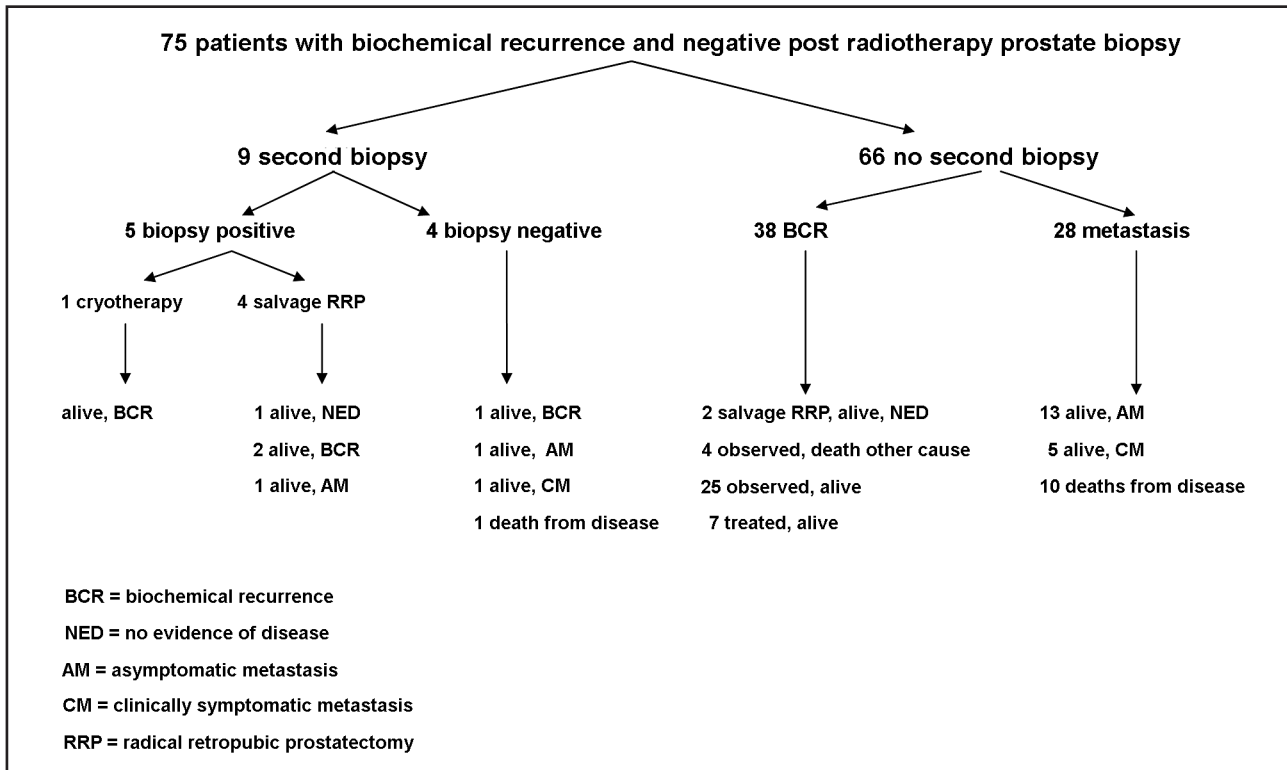 75 patients with biochemical recurrence and negative post radiotherapy prostate biopsy
9 second biopsy
66 no second biopsy
5 biopsy positive
4 biopsy negative
38 BCR
28 metastasis
1 cryotherapy
4 salvage RRP
alive, BCR
1 alive, NED
2 alive, BCR
1 alive, AM
1 alive, BCR
1 alive, AM
1 alive, CM
1 death from disease
2 salvage RRP, alive, NED
4 observed, death other cause
25 observed, alive
7 treated, alive
13 alive, AM
5 alive, CM
10 deaths from disease
BCR = biochemical recurrence
NED = no evidence of disease
AM = asymptomatic metastasis
CM = clinically symptomatic metastasis
RRP = radical retropubic prostatectomy